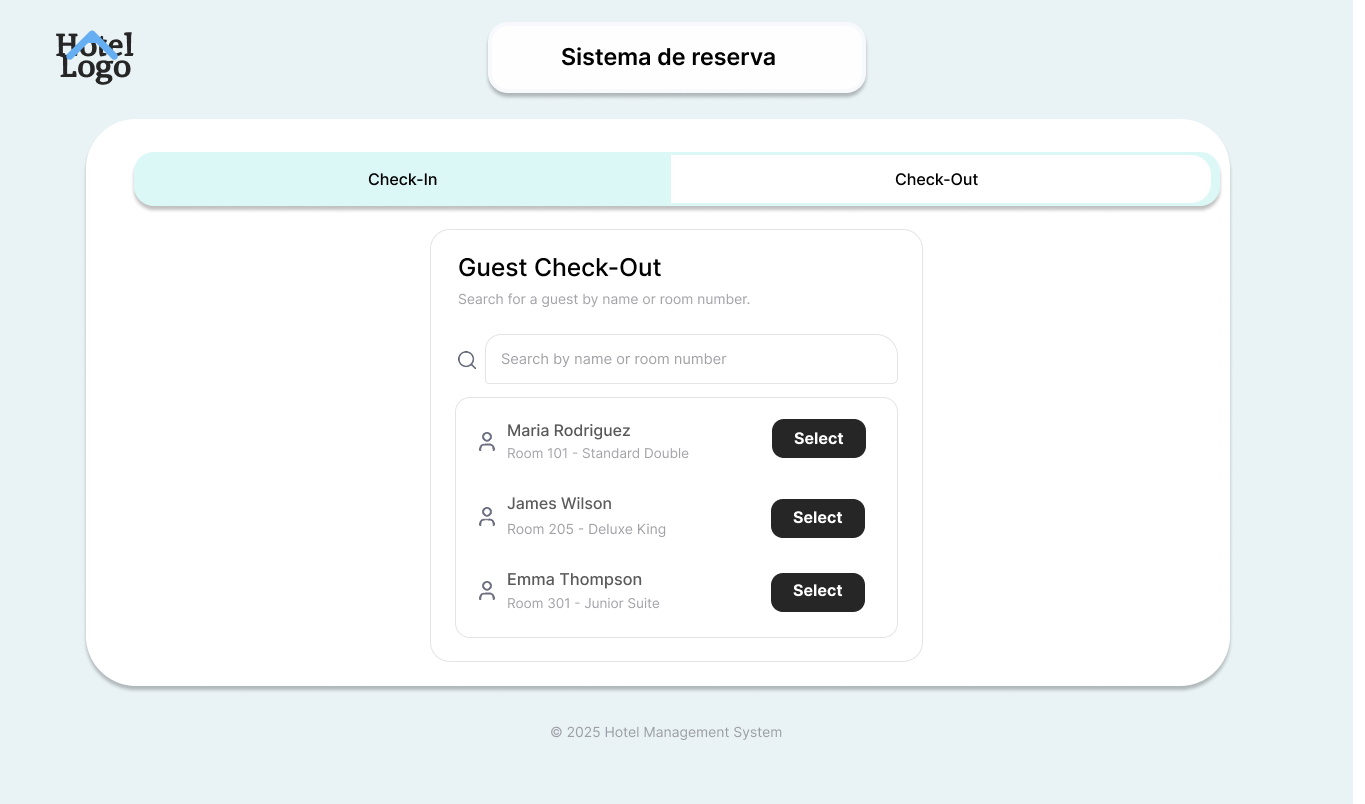 Hotel
Logo
Sistema de reserva
Check-In
Check-Out
Guest Check-Out
Search for a guest by name or room number.
Search by name or room number
Maria Rodriguez
Room 101 - Standard Double
Select
James Wilson
Room 205 - Deluxe King
Select
Emma Thompson
Room 301 - Junior Suite
Select
© 2025 Hotel Management System